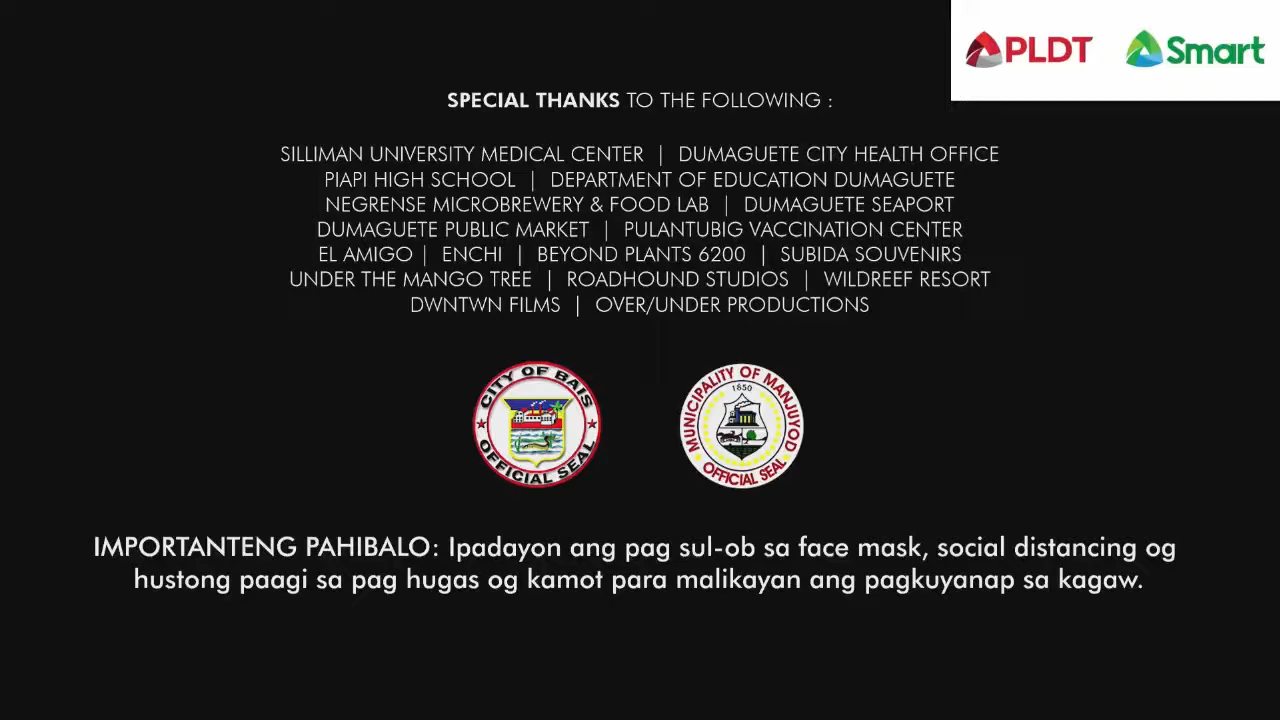 PLDT Smart
SPECIAL THANKS TO THE FOLLOWING :
SILLIMAN UNIVERSITY MEDICAL CENTER | DUMAGUETE CITY HEALTH OFFICE
PIAPI HIGH SCHOOL | DEPARTMENT OF EDUCATION DUMAGUETE
NEGRENSE MICROBREWERY & FOOD LAB | DUMAGUETE SEAPORT
DUMAGUETE PUBLIC MARKET | PULANTUBIG VACCINATION CENTER
EL AMIGO | ENCHI | BEYOND PLANTS 6200 | SUBIDA SOUVENIRS
UNDER THE MANGO TREE | ROADHOUND STUDIOS | WILDREEF RESORT
DWNTWN FILMS | OVER/UNDER PRODUCTIONS
CITY OF BAIS
OFFICIAL SEAL
MUNICIPALITY OF MANJUYOD
1850
OFFICIAL SEAL
IMPORTANTENG PAHIBALO: Ipadayon ang pag sul-ob sa face mask, social distancing og
hustong paagi sa pag hugas og kamot para malikayan ang pagkuyanap sa kagaw.